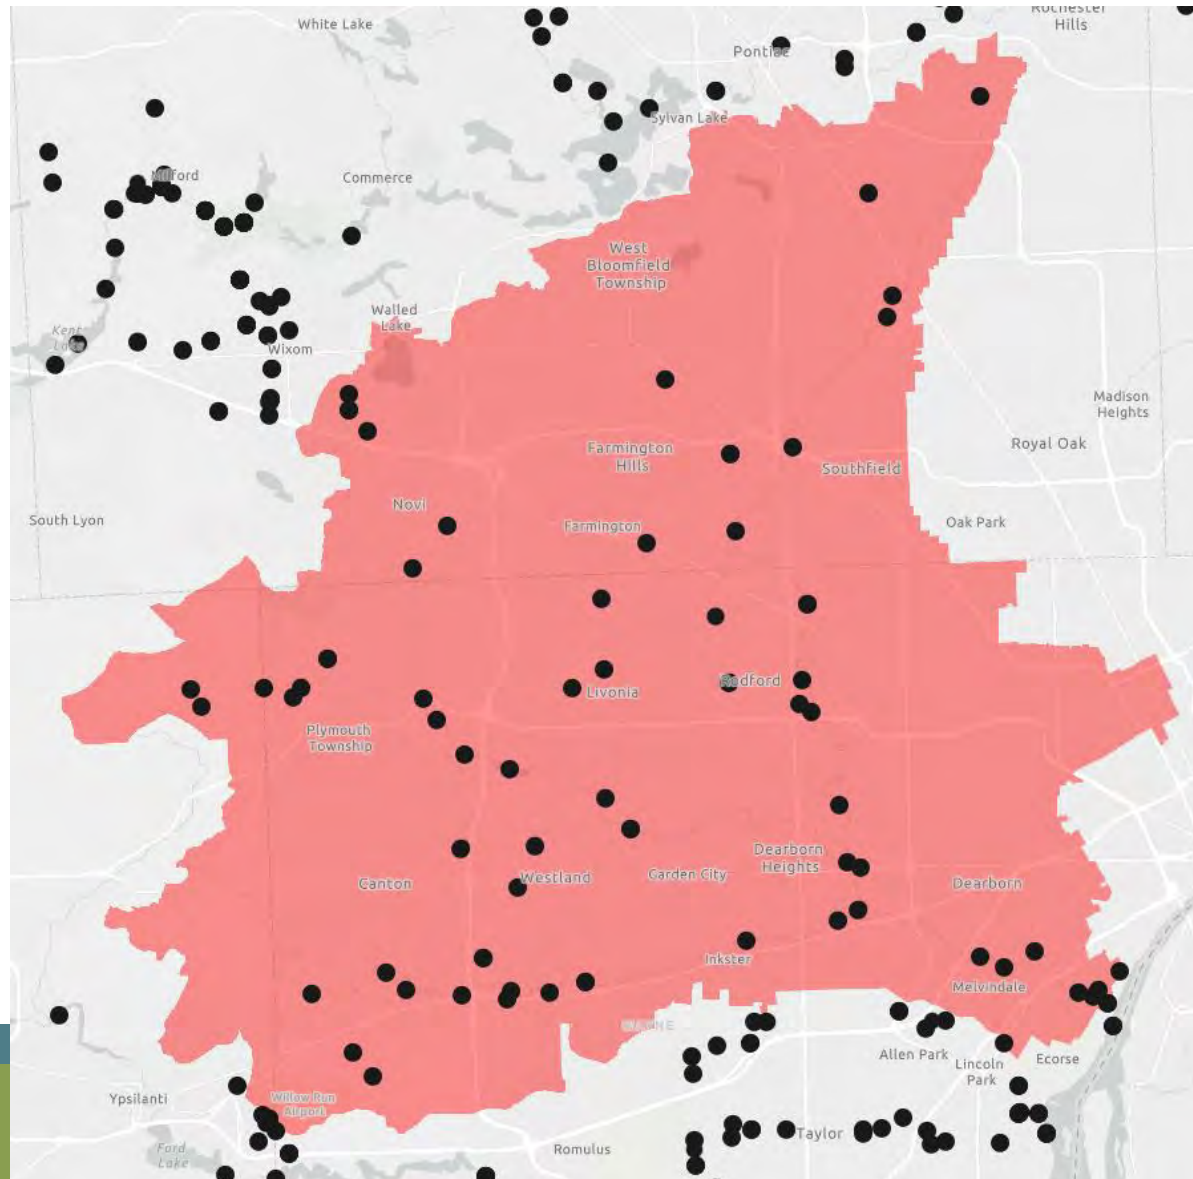 White Lake
Rochester
Hills
Pontiac
Sylvan Lake
Milford
Commerce
West
Bloomfield
Township
Walled
Lake
Kent
Lake
Wixom
Madison
Heights
Royal Oak
Farmington
Hills
Southfield
Novi
South Lyon
Farmington
Oak Park
Livonia
Redford
Plymouth
Township
Dearborn
Heights
Canton
Westland
Garden City
Dearborn
Inkster
Melvindale
WAYNE
Allen Park
Lincoln
Park
Ecorse
Ypsilanti
Willow Run
Airport
Ford
Lake
Romulus
Taylor